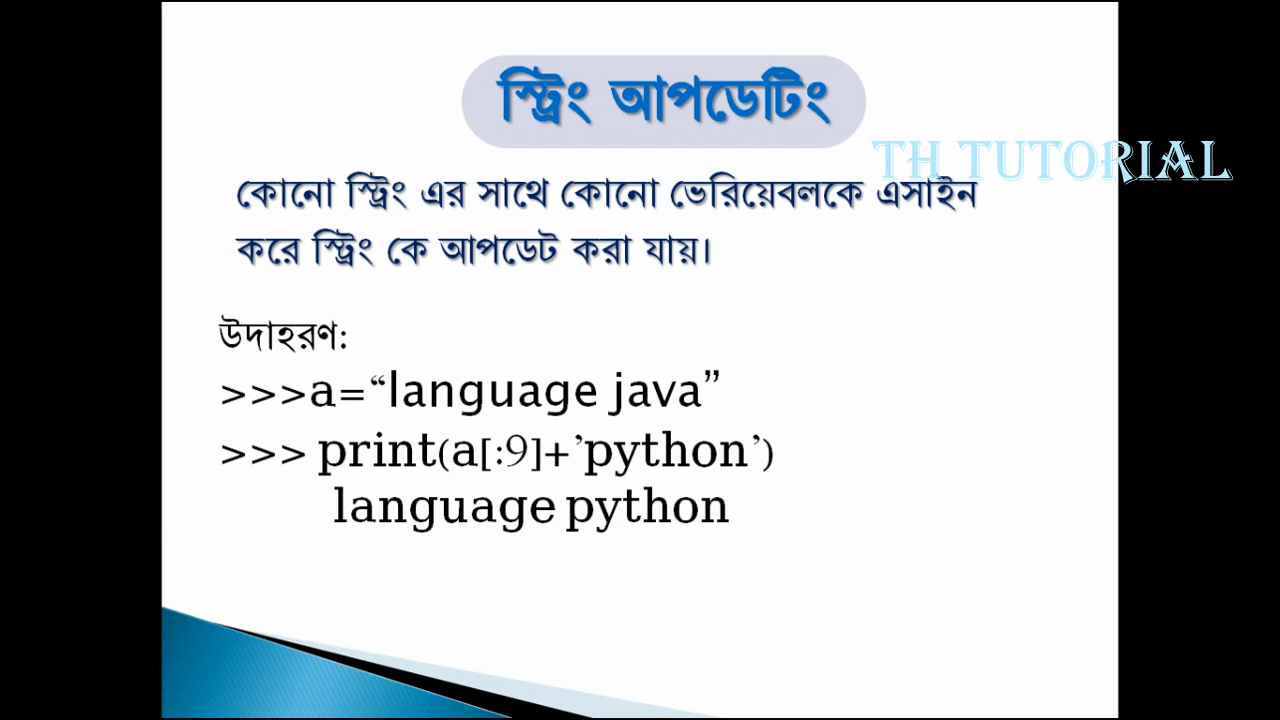 স্ট্রিং আপডেটিং
TH TUTORIAL
কোনো স্ট্রিং এর সাথে কোনো ভেরিয়েবলকে এসাইন
করে স্ট্রিং কে আপডেট করা যায়।
উদাহরণ:
>>>a=“language java”
>>> print(a[:9]+’python’)
language python